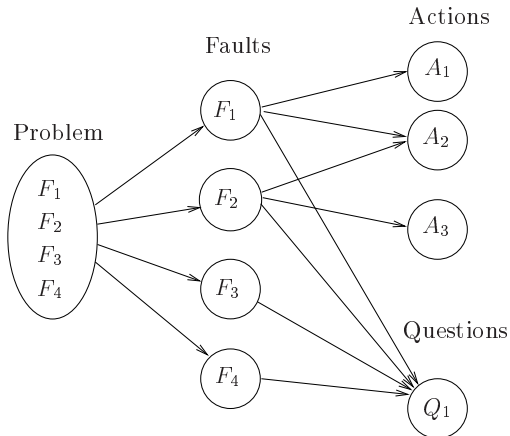 Actions
Faults
Problem
F₁
F₂
F₃
F₄
F₁
F₂
F₃
F₄
A₁
A₂
A₃
Questions
Q₁